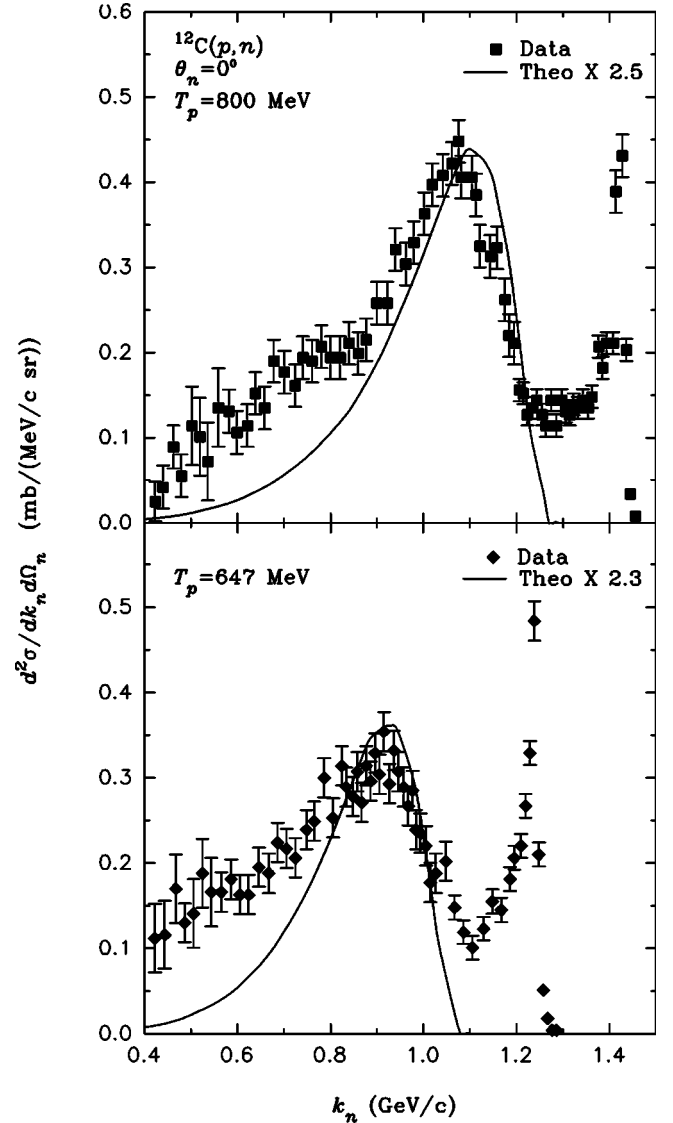 ¹²C(p,n)
θₙ=0°
Tₚ=800 MeV
Data
Theo X 2.5
0.6
0.5
0.4
0.3
0.2
0.1
0.0
d²σ/dkₙdΩₙ (mb/(MeV/c sr))
Tₚ=647 MeV
Data
Theo X 2.3
0.5
0.4
0.3
0.2
0.1
0.0
0.4 0.6 0.8 1.0 1.2 1.4
kₙ (GeV/c)